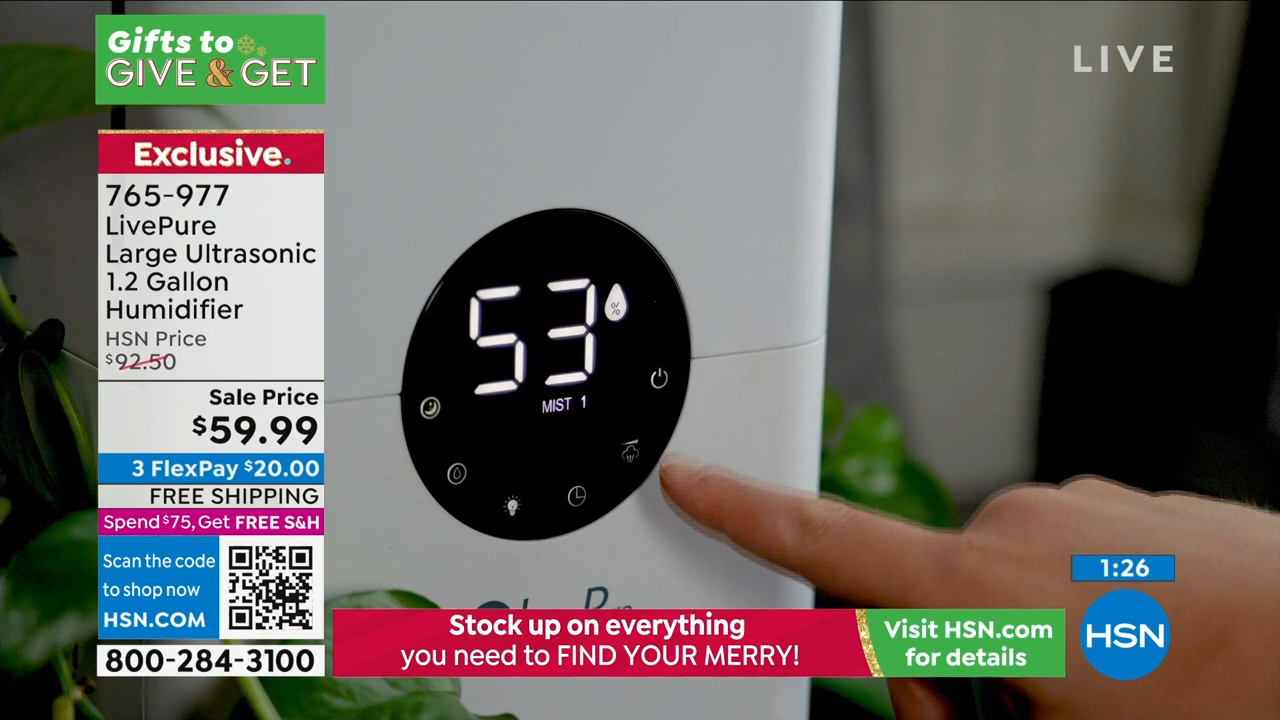 Gifts to
GIVE & GET
LIVE
Exclusive.
765-977
LivePure
Large Ultrasonic
1.2 Gallon
Humidifier
HSN Price
$92.50
Sale Price
$59.99
3 FlexPay $20.00
FREE SHIPPING
Spend $75, Get FREE S&H
Scan the code
to shop now
HSN.COM
800-284-3100
53
%
MIST 1
Stock up on everything
you need to FIND YOUR MERRY!
Visit HSN.com
for details
1:26
HSN